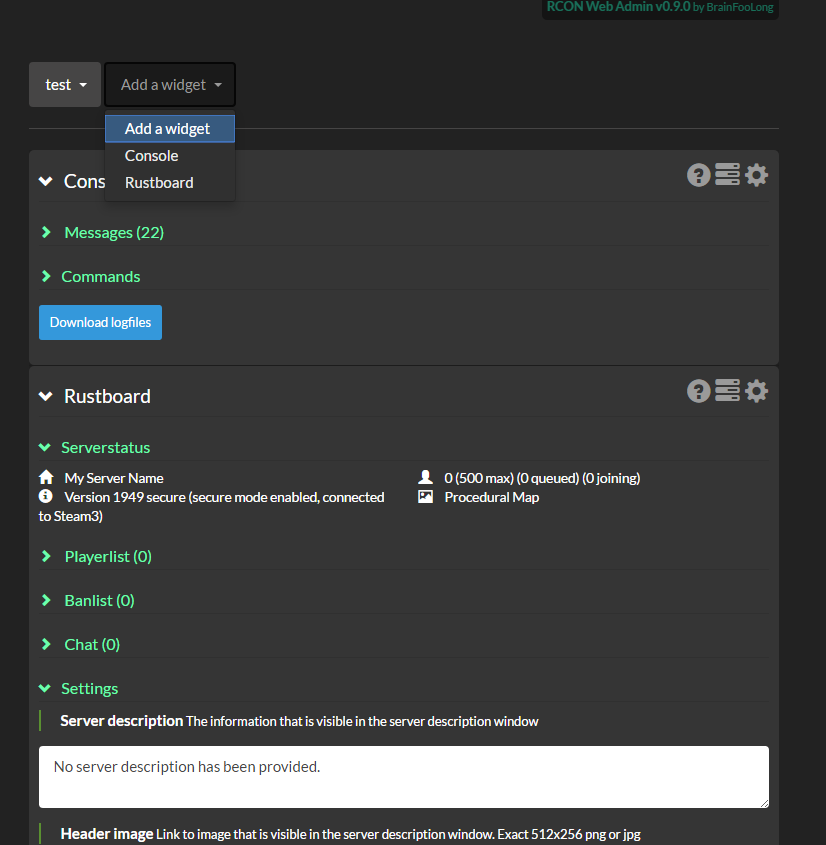 RCON Web Admin v0.9.0 by BrainFooLong
test Add a widget
Add a widget
Console
Rustboard
Cons
Messages (22)
Commands
Download logfiles
Rustboard
Serverstatus
My Server Name
Version 1949 secure (secure mode enabled, connected
to Steam3)
0 (500 max) (0 queued) (0 joining)
Procedural Map
Playerlist (0)
Banlist (0)
Chat (0)
Settings
Server description The information that is visible in the server description window
No server description has been provided.
Header image Link to image that is visible in the server description window. Exact 512x256 png or jpg